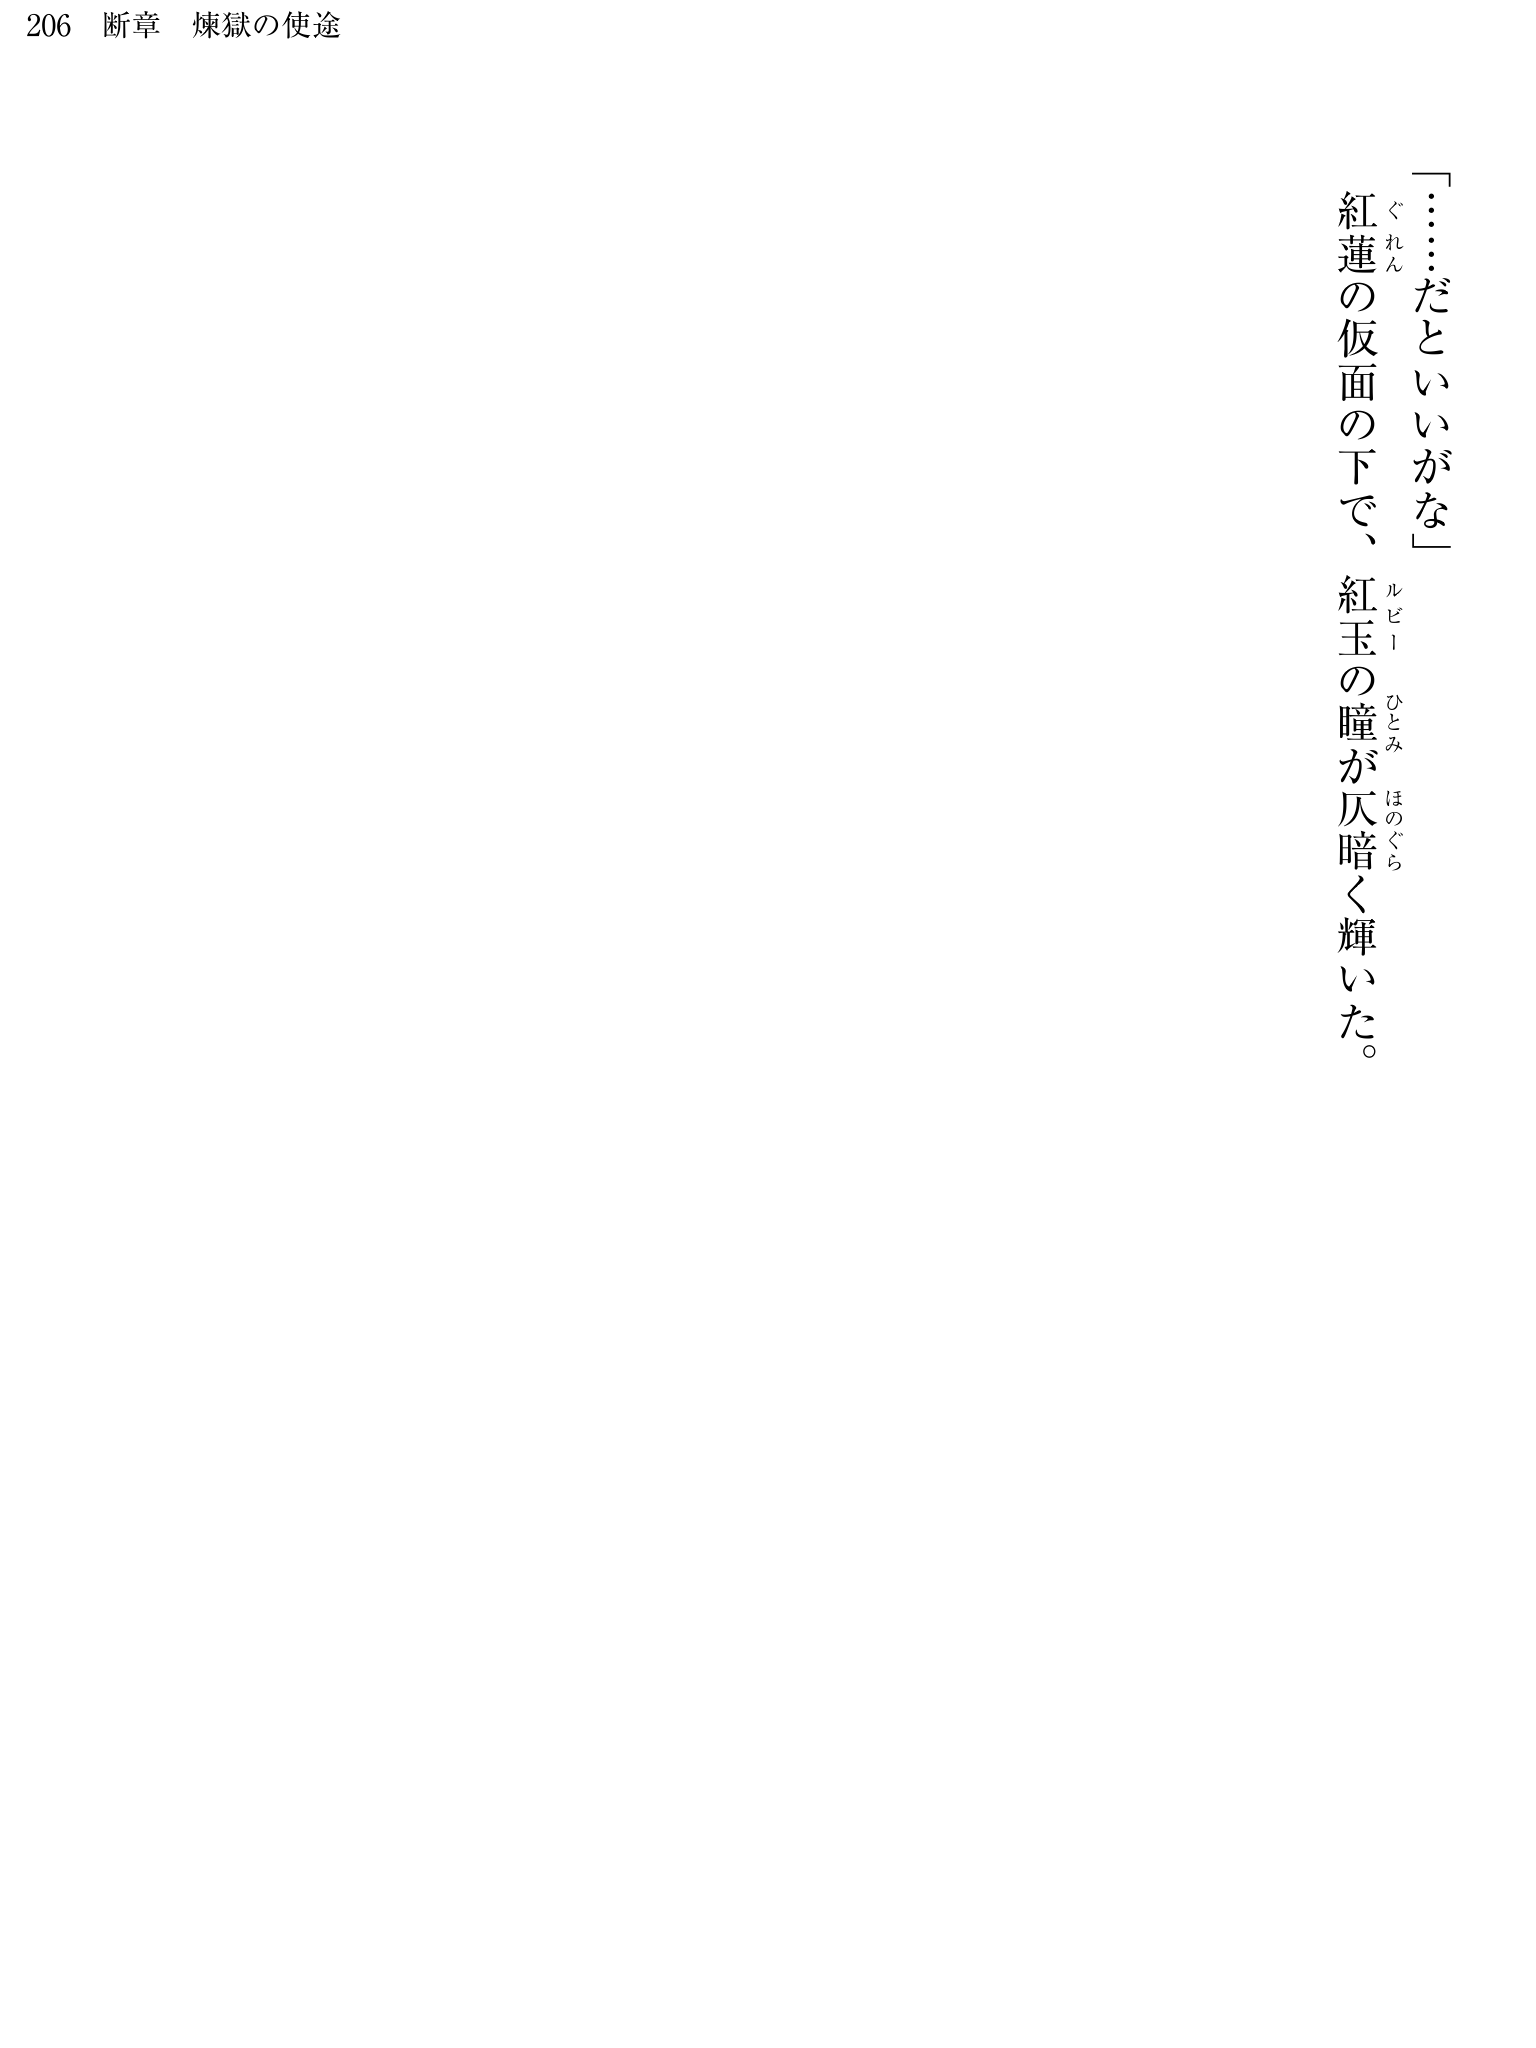 206　断章　煉獄の使途
「……だといいがな」
紅蓮の仮面の下で、紅玉の瞳が仄暗く輝いた。
ぐれん　ルビー　ひとみ　ほのぐら